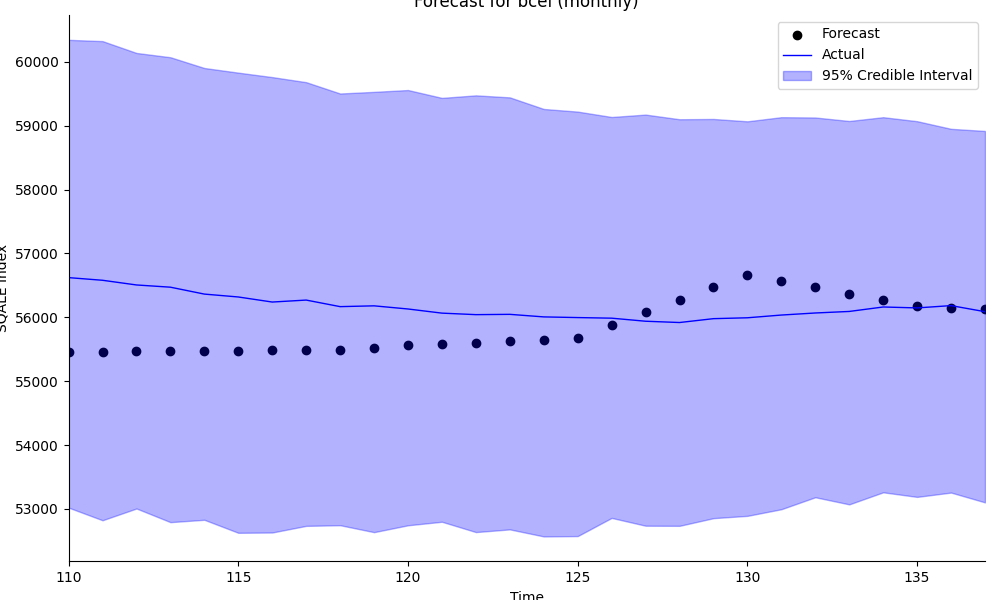 Forecast for bcel (monthly)
Forecast
Actual
95% Credible Interval
60000
59000
58000
57000
56000
55000
54000
53000
SQALE Index
110
115
120
125
130
135
Time